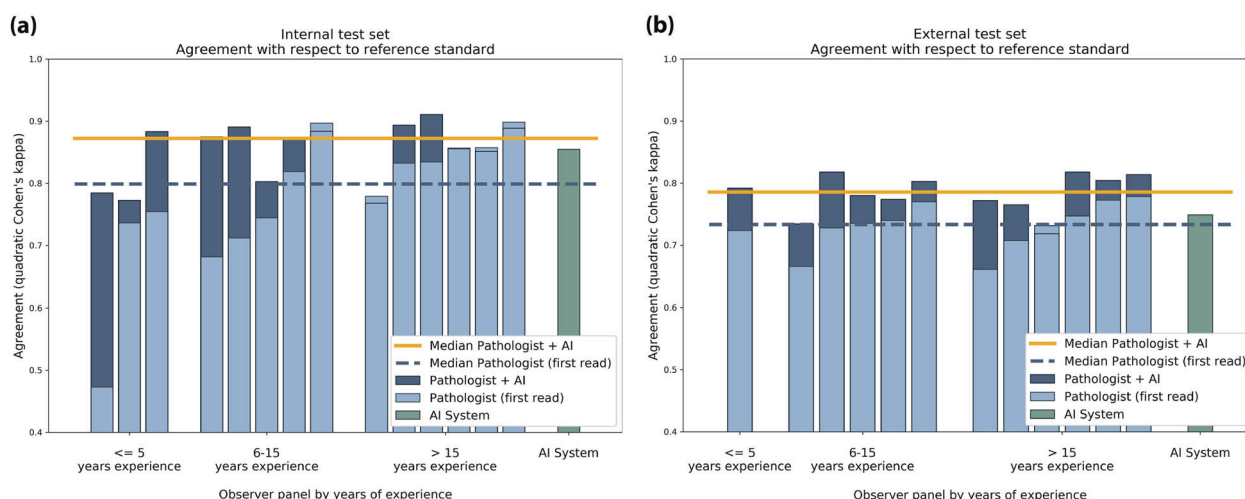 (a)
Internal test set
Agreement with respect to reference standard
Agreement (quadratic Cohen's kappa)
1.0
0.9
0.8
0.7
0.6
0.5
0.4
Median Pathologist + AI
Median Pathologist (first read)
Pathologist + AI
Pathologist (first read)
AI System
<= 5
years experience
6-15
years experience
> 15
years experience
AI System
Observer panel by years of experience
(b)
External test set
Agreement with respect to reference standard
Agreement (quadratic Cohen's kappa)
1.0
0.9
0.8
0.7
0.6
0.5
0.4
Median Pathologist + AI
Median Pathologist (first read)
Pathologist + AI
Pathologist (first read)
AI System
<= 5
years experience
6-15
years experience
> 15
years experience
AI System
Observer panel by years of experience